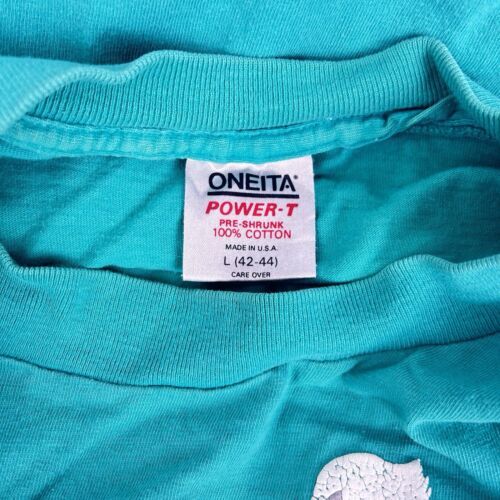 ONEITA®
POWER-T
PRE-SHRUNK
100% COTTON
MADE IN U.S.A.
L (42-44)
CARE OVER